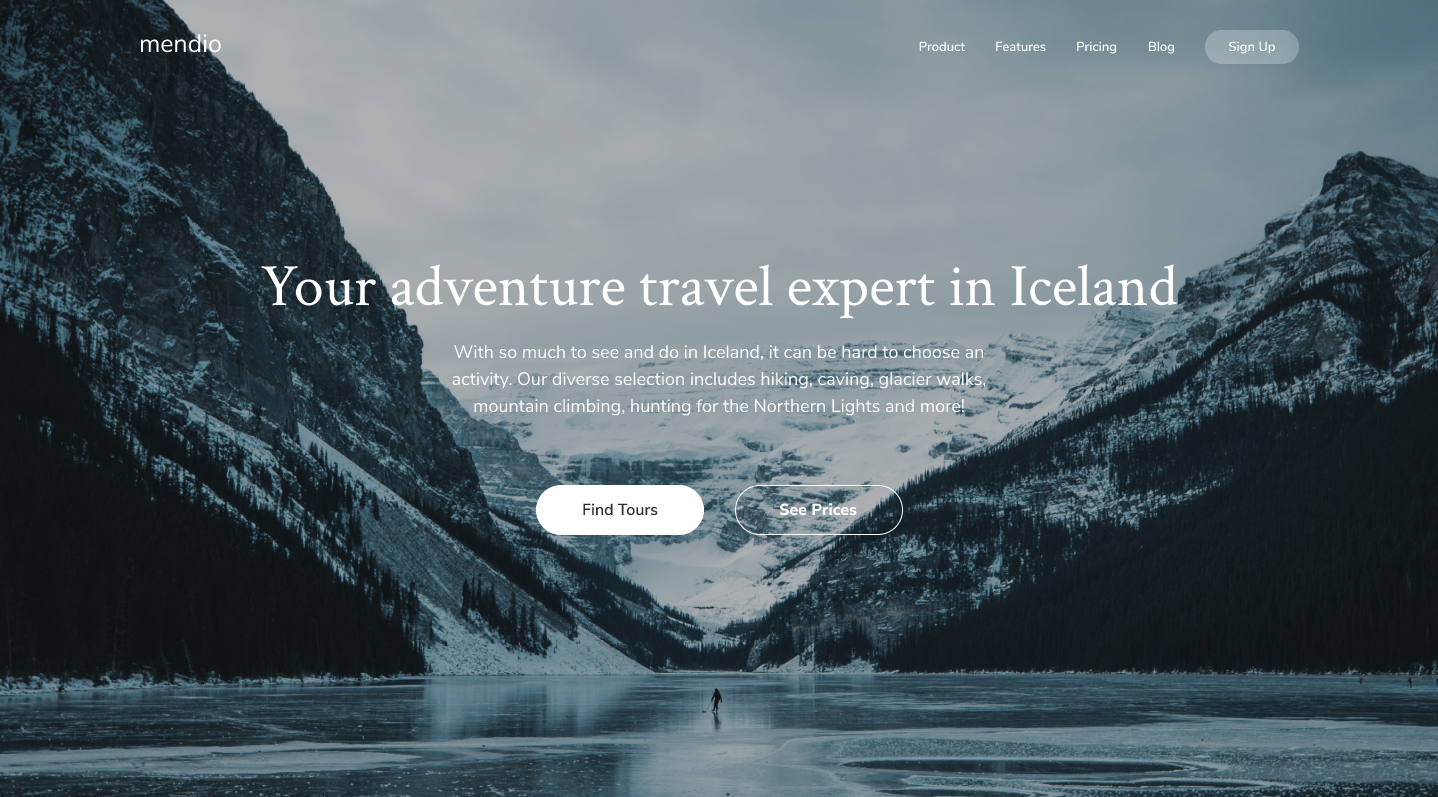 mendio
Product
Features
Pricing
Blog
Sign Up
Your adventure travel expert in Iceland
With so much to see and do in Iceland, it can be hard to choose an
activity. Our diverse selection includes hiking, caving, glacier walks,
mountain climbing, hunting for the Northern Lights and more!
Find Tours
See Prices